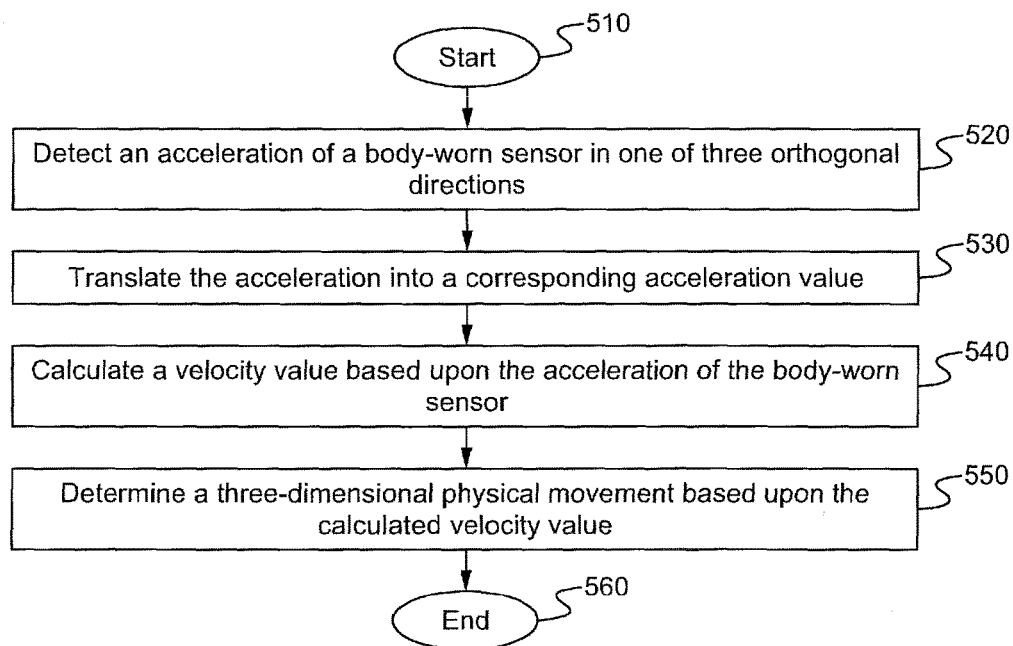 510
Start
520
Detect an acceleration of a body-worn sensor in one of three orthogonal
directions
530
Translate the acceleration into a corresponding acceleration value
540
Calculate a velocity value based upon the acceleration of the body-worn
sensor
550
Determine a three-dimensional physical movement based upon the
calculated velocity value
560
End